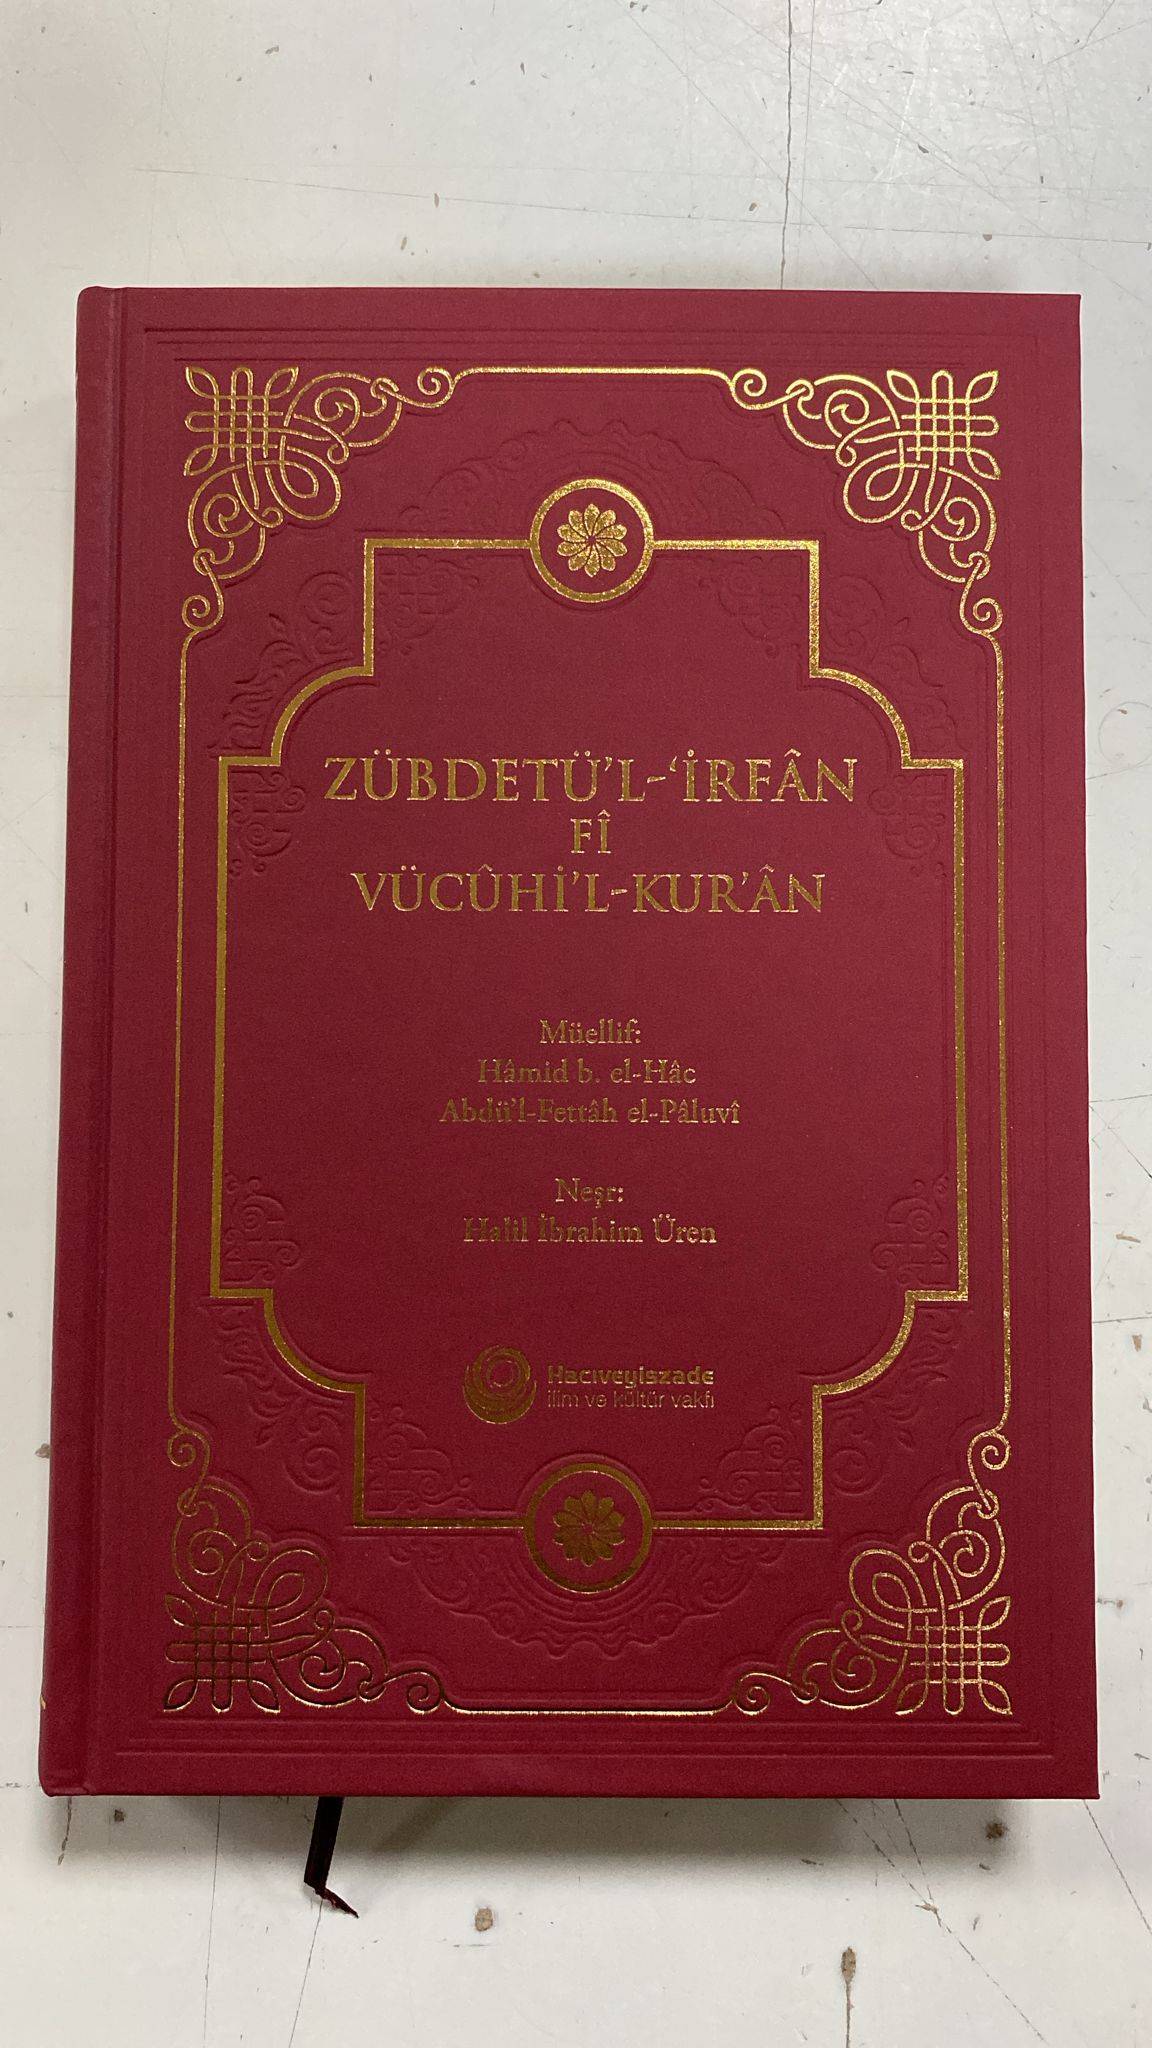 ZÜBDETÜ’L-‘İRFÂN
FÎ
VÜCÛHİ’L-KUR’ÂN
Müellif:
Hâmid b. el-Hâc
Abdü’l-Fettâh el-Pâluvî
Neşr:
Halil İbrahim Üren
Hacıveyiszade
ilim ve kültür vakfı